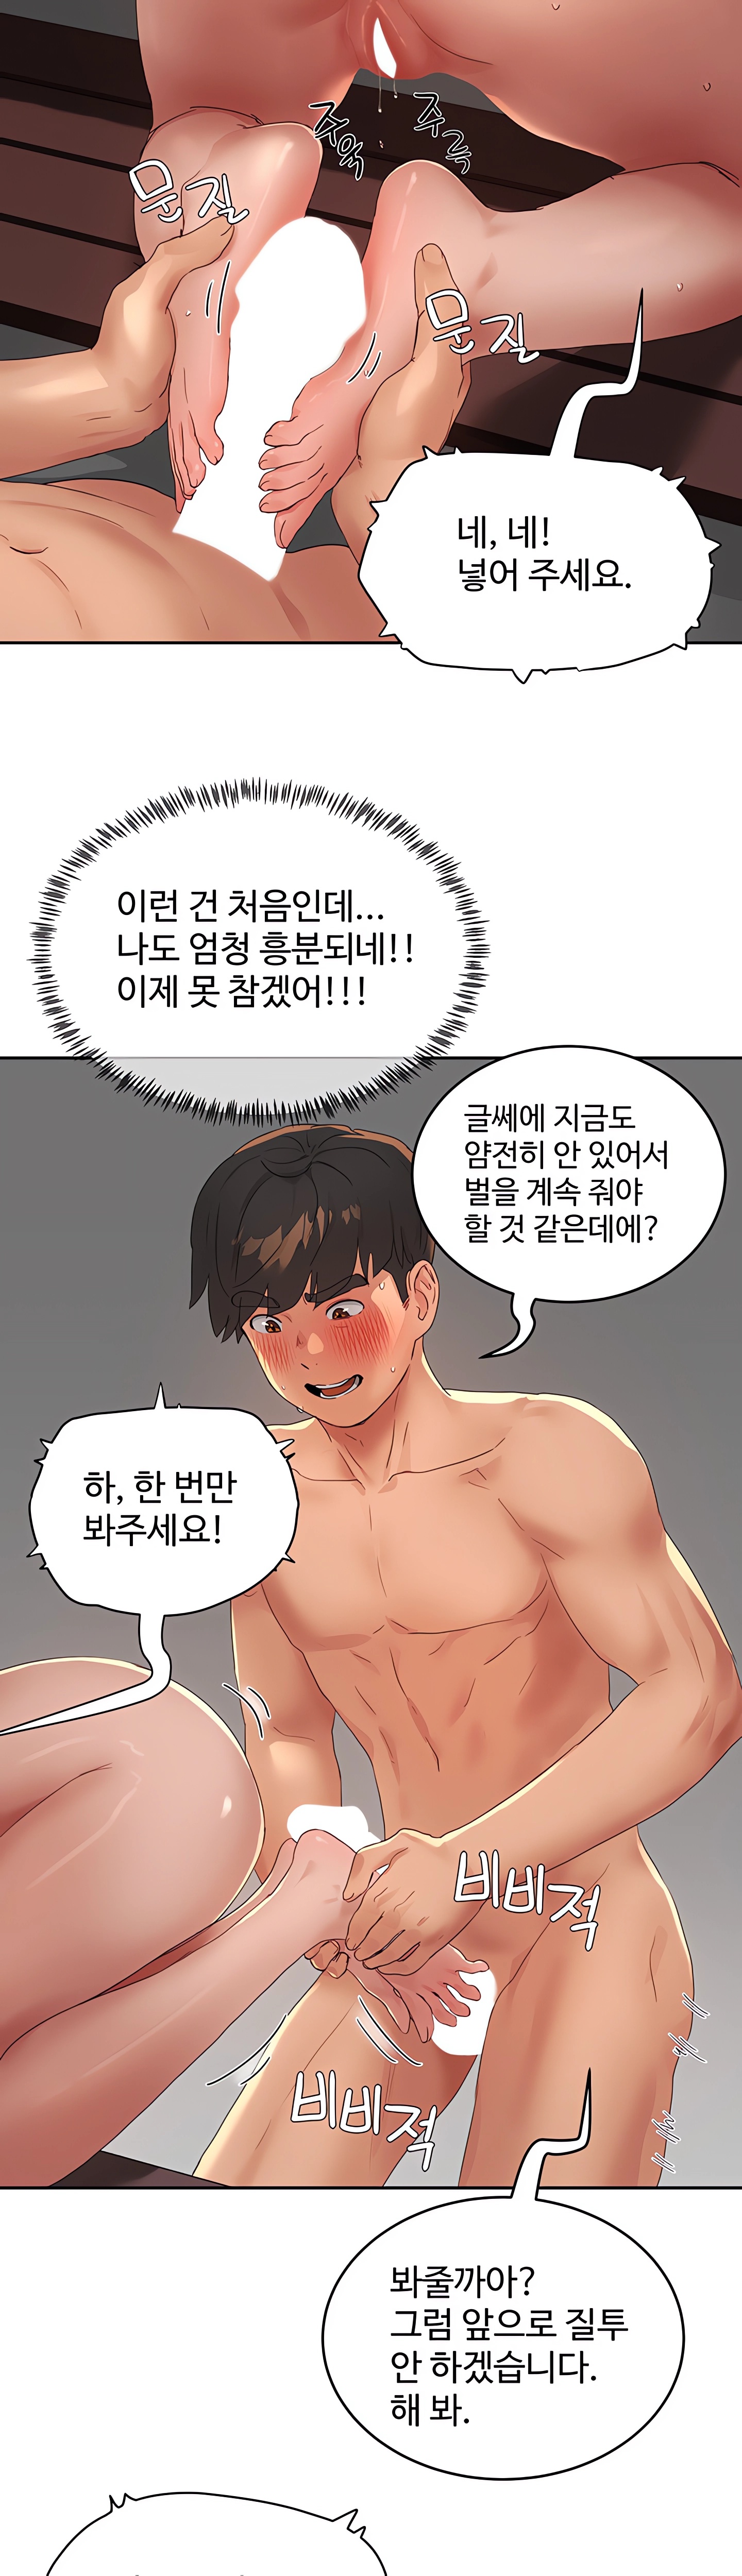 주욱
주륵
문질
문질
네, 네!
넣어 주세요.
이런 건 처음인데...
나도 엄청 흥분되네!!
이제 못 참겠어!!!
글쎄에 지금도
얌전히 안 있어서
벌을 계속 줘야
할 것 같은데에?
하, 한 번만
봐주세요!
비비적
비비적
봐줄까아?
그럼 앞으로 질투
안 하겠습니다.
해 봐.